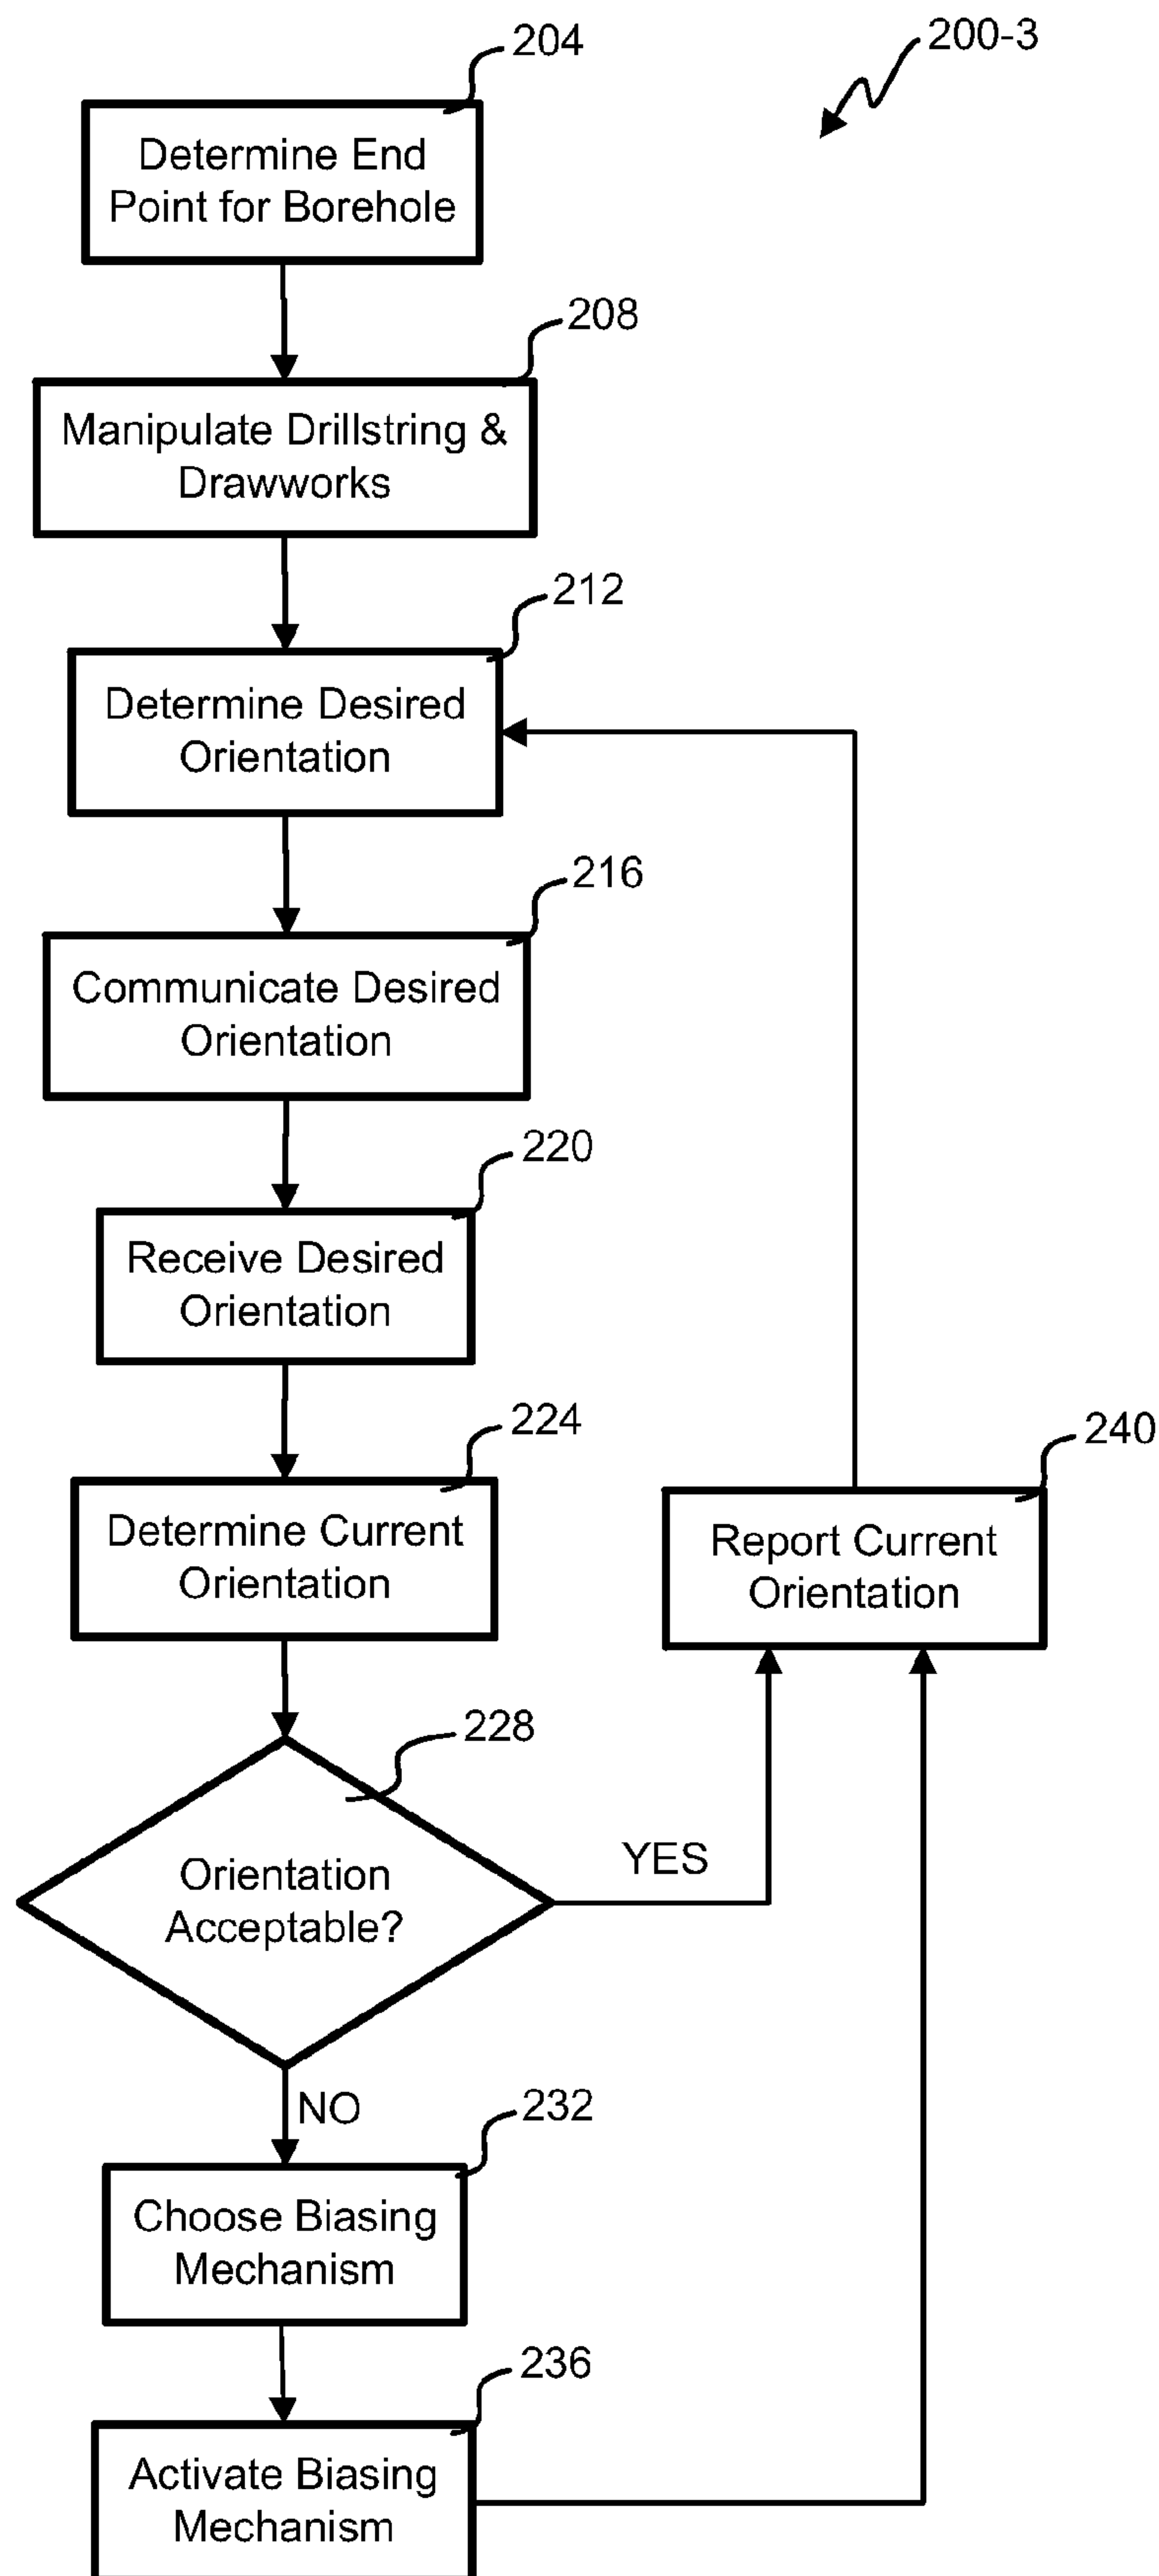 204
200-3
Determine End
Point for Borehole
208
Manipulate Drillstring &
Drawworks
212
Determine Desired
Orientation
216
Communicate Desired
Orientation
220
Receive Desired
Orientation
224
Determine Current
Orientation
240
Report Current
Orientation
228
Orientation
Acceptable?
YES
NO
232
Choose Biasing
Mechanism
236
Activate Biasing
Mechanism